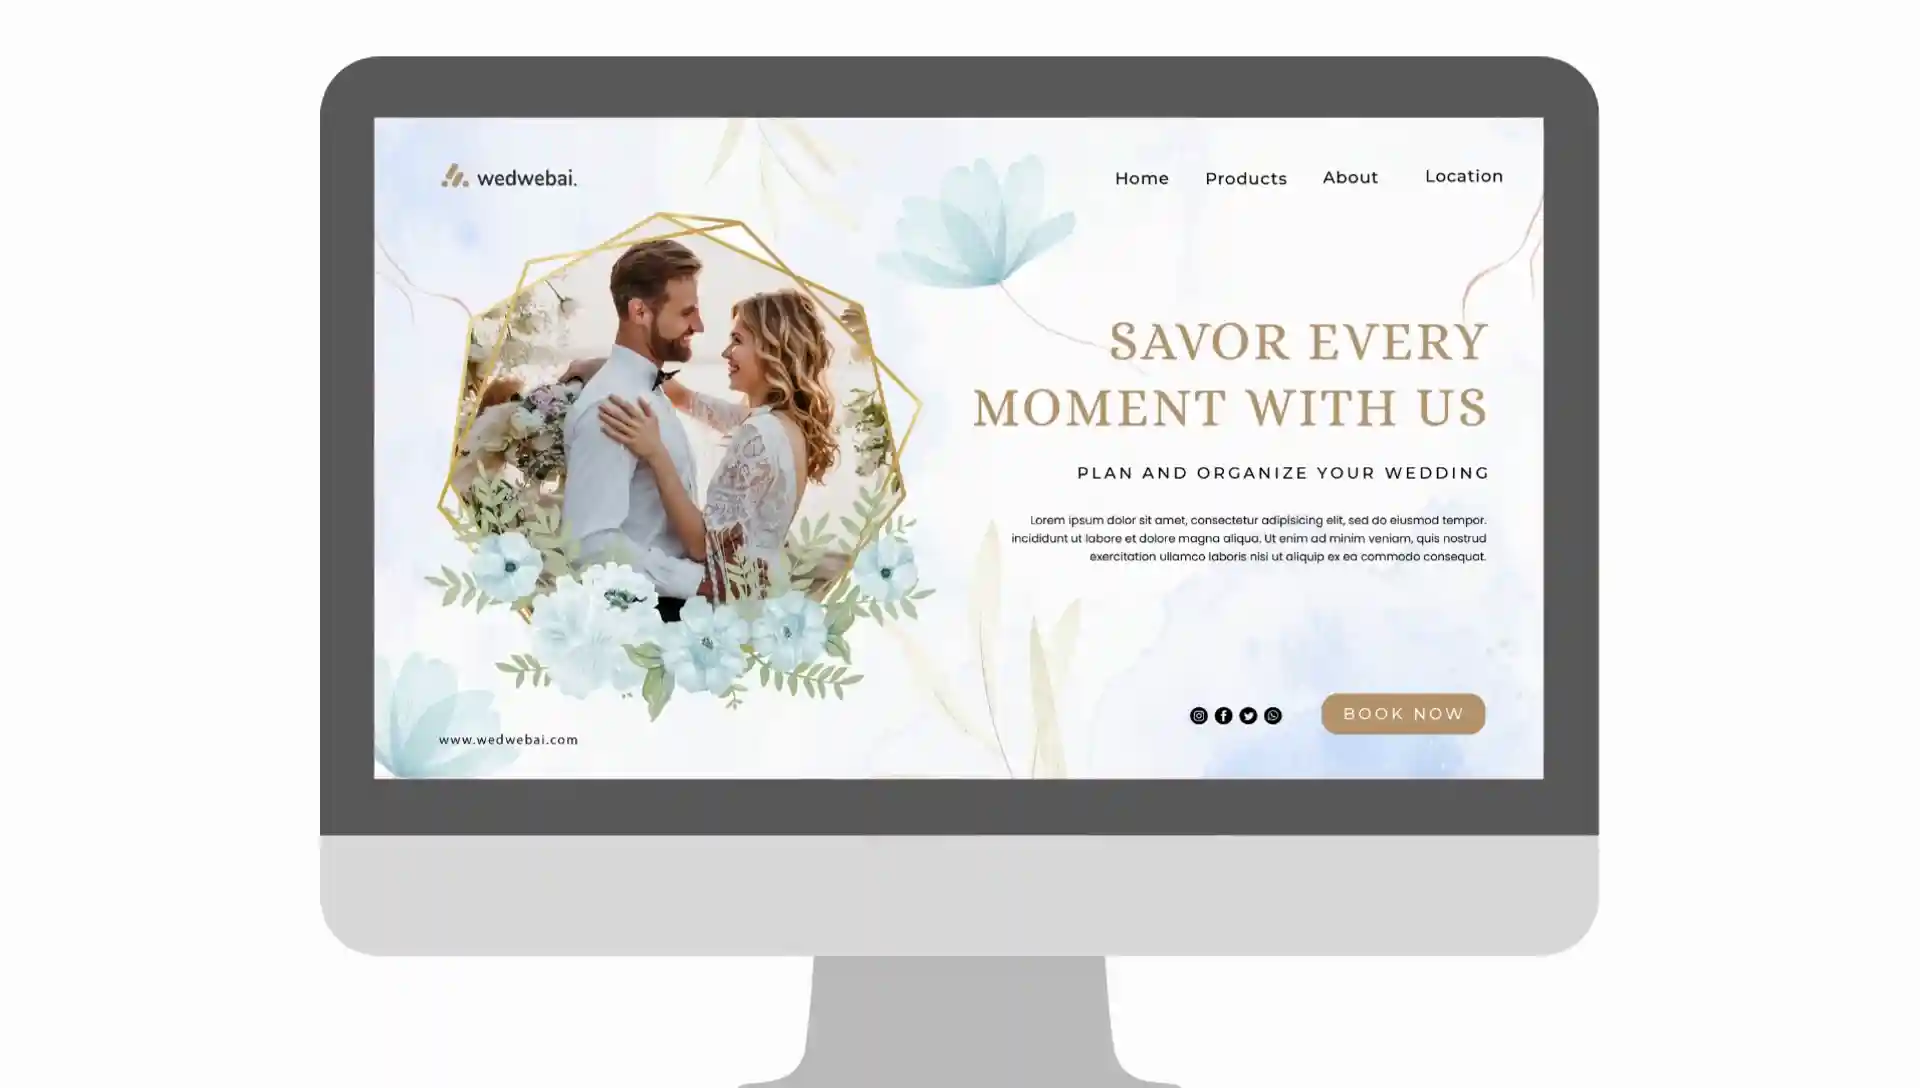 wedwebai.
Home Products About Location
SAVOR EVERY
MOMENT WITH US
PLAN AND ORGANIZE YOUR WEDDING
Lorem ipsum dolor sit amet, consectetur adipisicing elit, sed do eiusmod tempor.
incididunt ut labore et dolore magna aliqua. Ut enim ad minim veniam, quis nostrud
exercitation ullamco laboris nisi ut aliquip ex ea commodo consequat.
BOOK NOW
www.wedwebai.com